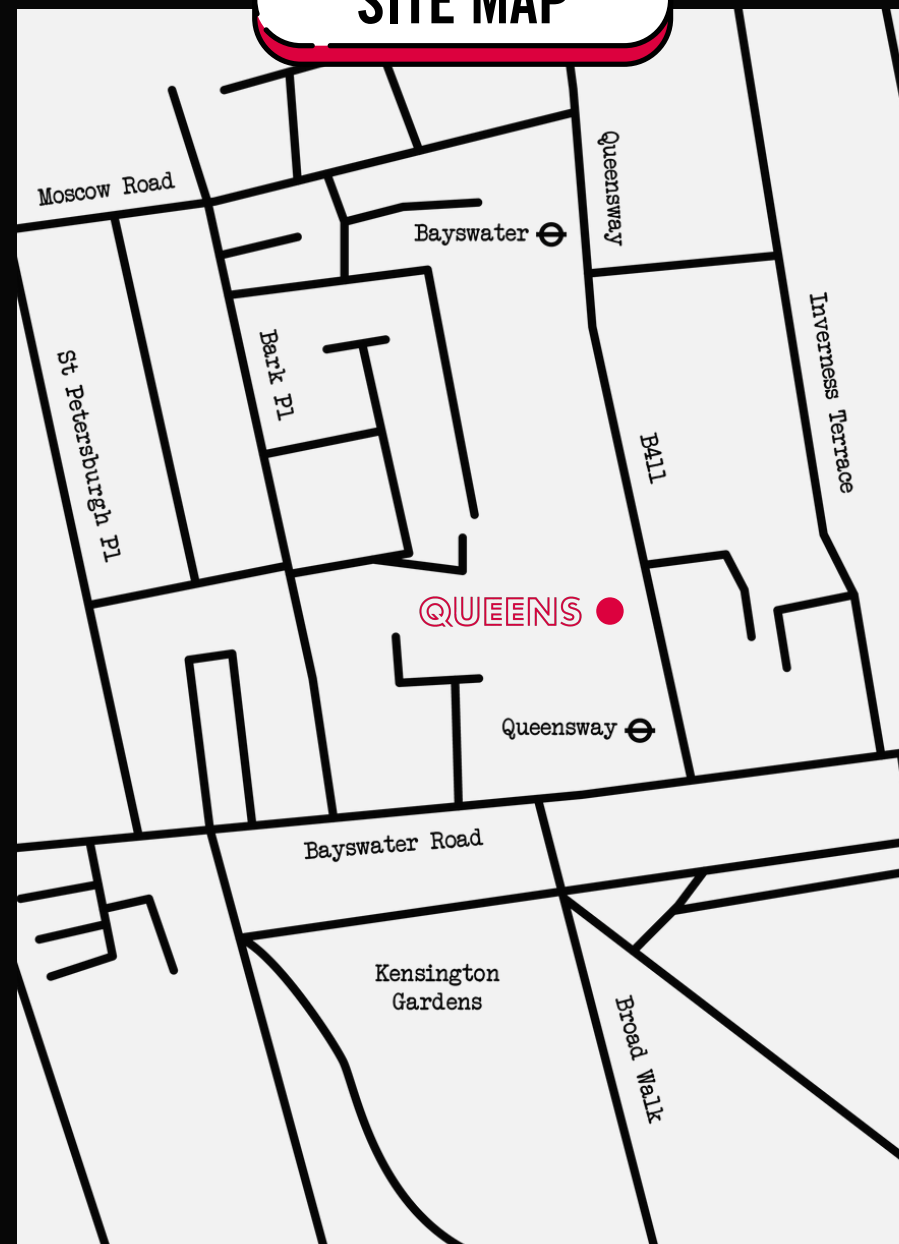 SITE MAP
Moscow Road
Queensway
Bayswater
Inverness Terrace
Bark Pl
St Petersburgh Pl
B411
QUEENS
Queensway
Bayswater Road
Kensington
Gardens
Broad Walk